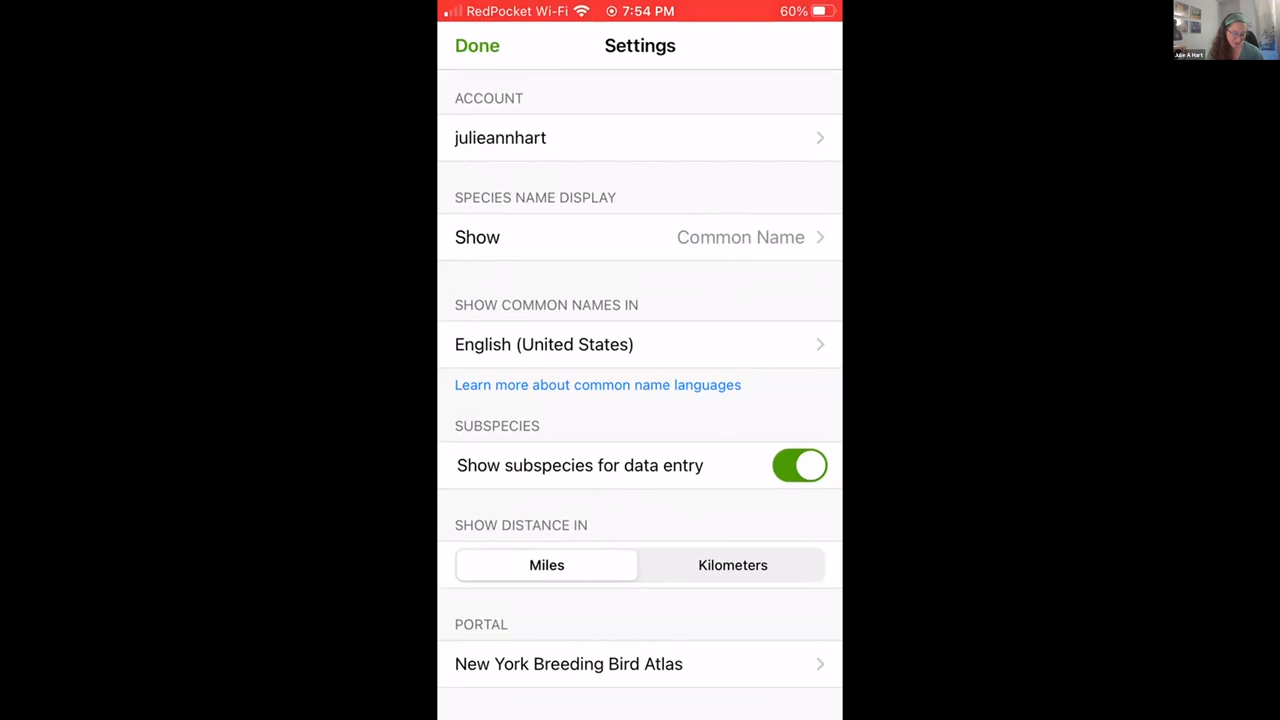 RedPocket Wi-Fi 7:54 PM 60%
Done Settings
ACCOUNT
julieannhart
SPECIES NAME DISPLAY
Show Common Name
SHOW COMMON NAMES IN
English (United States)
Learn more about common name languages
SUBSPECIES
Show subspecies for data entry
SHOW DISTANCE IN
Miles Kilometers
PORTAL
New York Breeding Bird Atlas
Julie A Hart